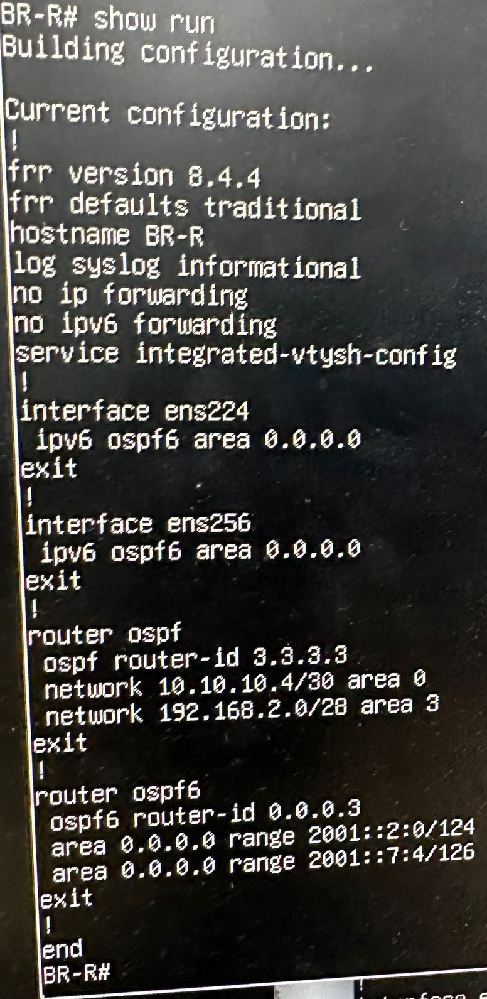 BR-R# show run
Building configuration...
Current configuration:
!
frr version 8.4.4
frr defaults traditional
hostname BR-R
log syslog informational
no ip forwarding
no ipv6 forwarding
service integrated-vtysh-config
!
interface ens224
ipv6 ospf6 area 0.0.0.0
exit
!
interface ens256
ipv6 ospf6 area 0.0.0.0
exit
!
router ospf
ospf router-id 3.3.3.3
network 10.10.10.4/30 area 0
network 192.168.2.0/28 area 3
exit
!
router ospf6
ospf6 router-id 0.0.0.3
area 0.0.0.0 range 2001::2:0/124
area 0.0.0.0 range 2001::7:4/126
exit
!
end
BR-R#